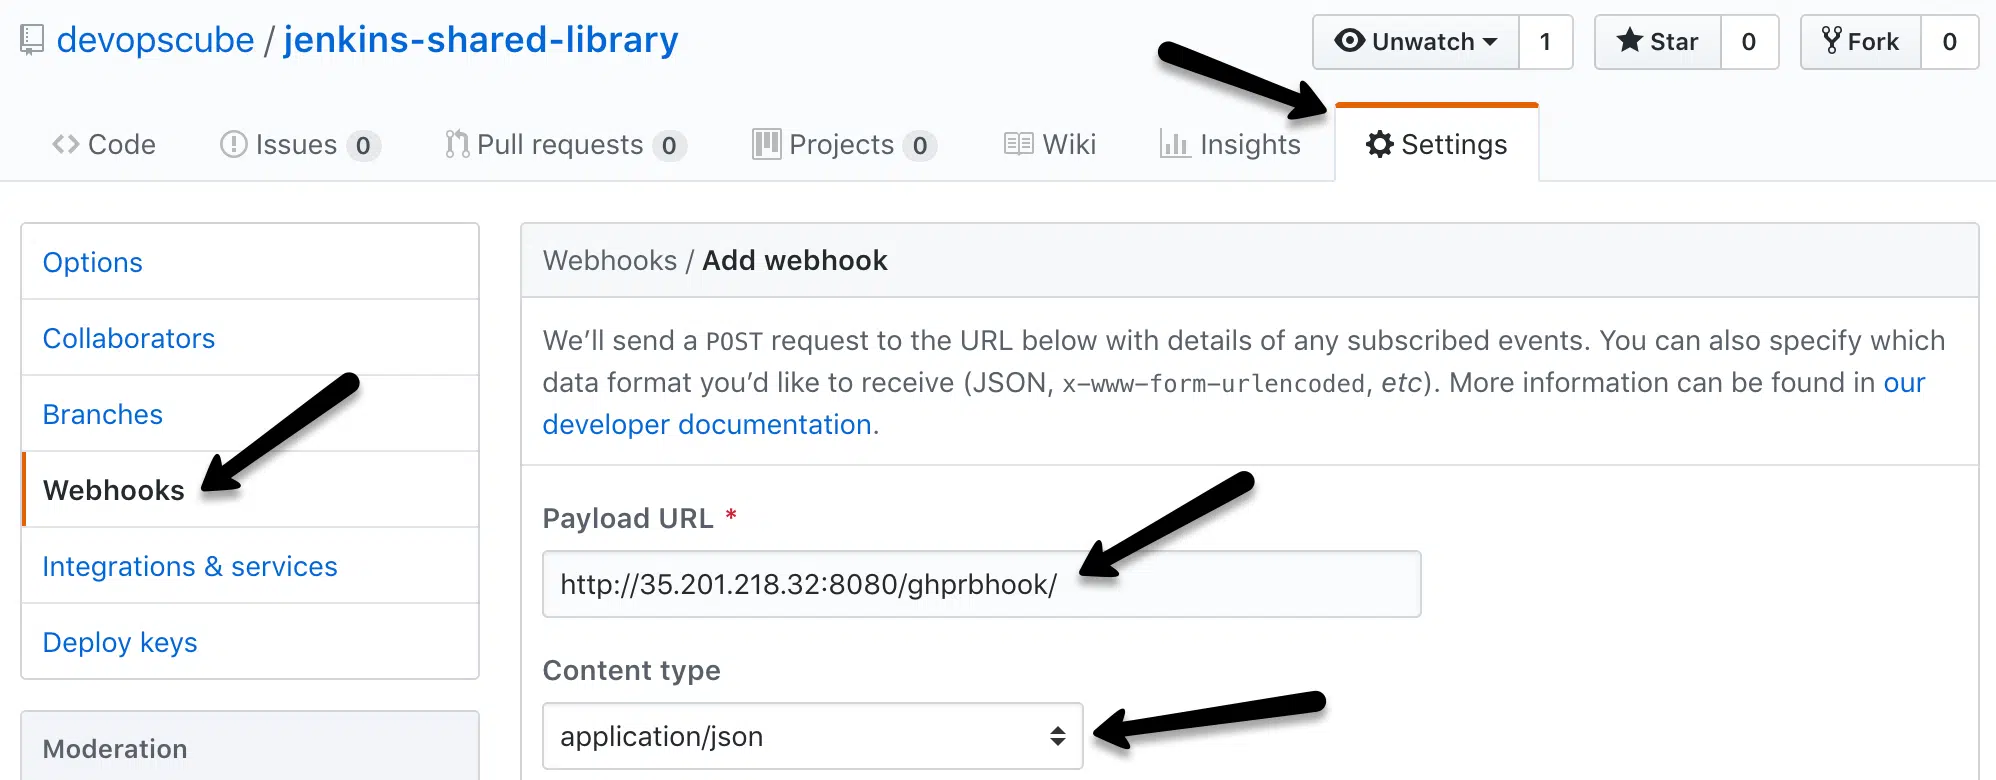 devopscube / jenkins-shared-library
Unwatch 1 Star 0 Fork 0
Code Issues 0 Pull requests 0 Projects 0 Wiki Insights Settings
Options
Collaborators
Branches
Webhooks
Integrations & services
Deploy keys
Moderation
Webhooks / Add webhook
We’ll send a POST request to the URL below with details of any subscribed events. You can also specify which
data format you’d like to receive (JSON, x-www-form-urlencoded, etc). More information can be found in our
developer documentation.
Payload URL *
http://35.201.218.32:8080/ghprbhook/
Content type
application/json